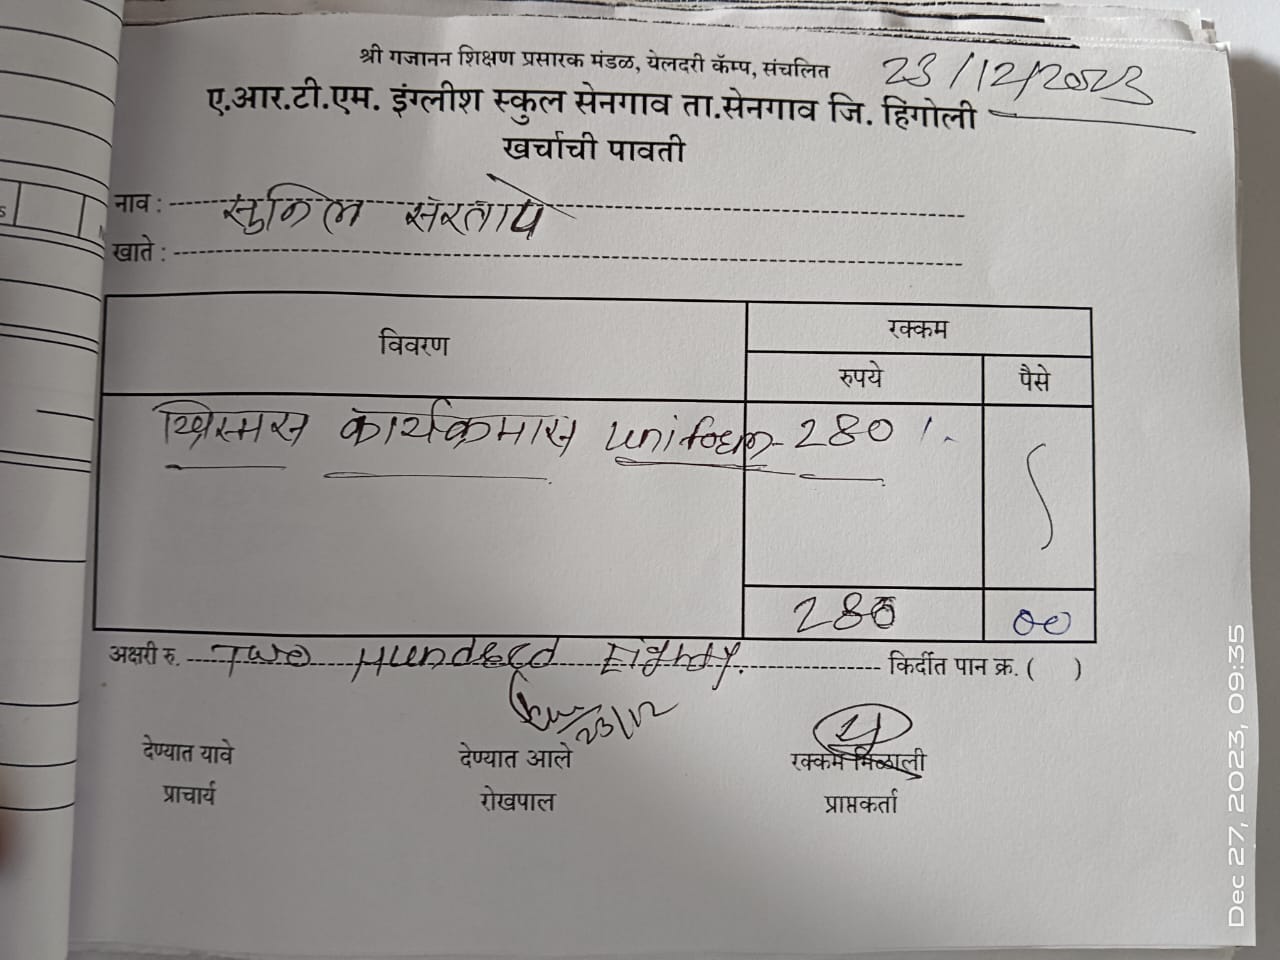 श्री गजानन शिक्षण प्रसारक मंडळ, येलदरी कॅम्प, संचलित 23/12/2023
ए.आर.टी.एम. इंग्लीश स्कुल सेनगाव ता.सेनगाव जि. हिंगोली
खर्चाची पावती
नाव : सुनिल सरतापे
खाते :
विवरण रक्कम
रुपये पैसे
ख्रिसमस कार्यक्रमास uniform - 280/-
280 00
अक्षरी रु. Two Hundred Eighty. किर्दीत पान क्र. ( )
23/12
देण्यात यावे देण्यात आले रक्कम मिळाली
प्राचार्य रोखपाल प्राप्तकर्ता
Dec 27, 2023, 09:35